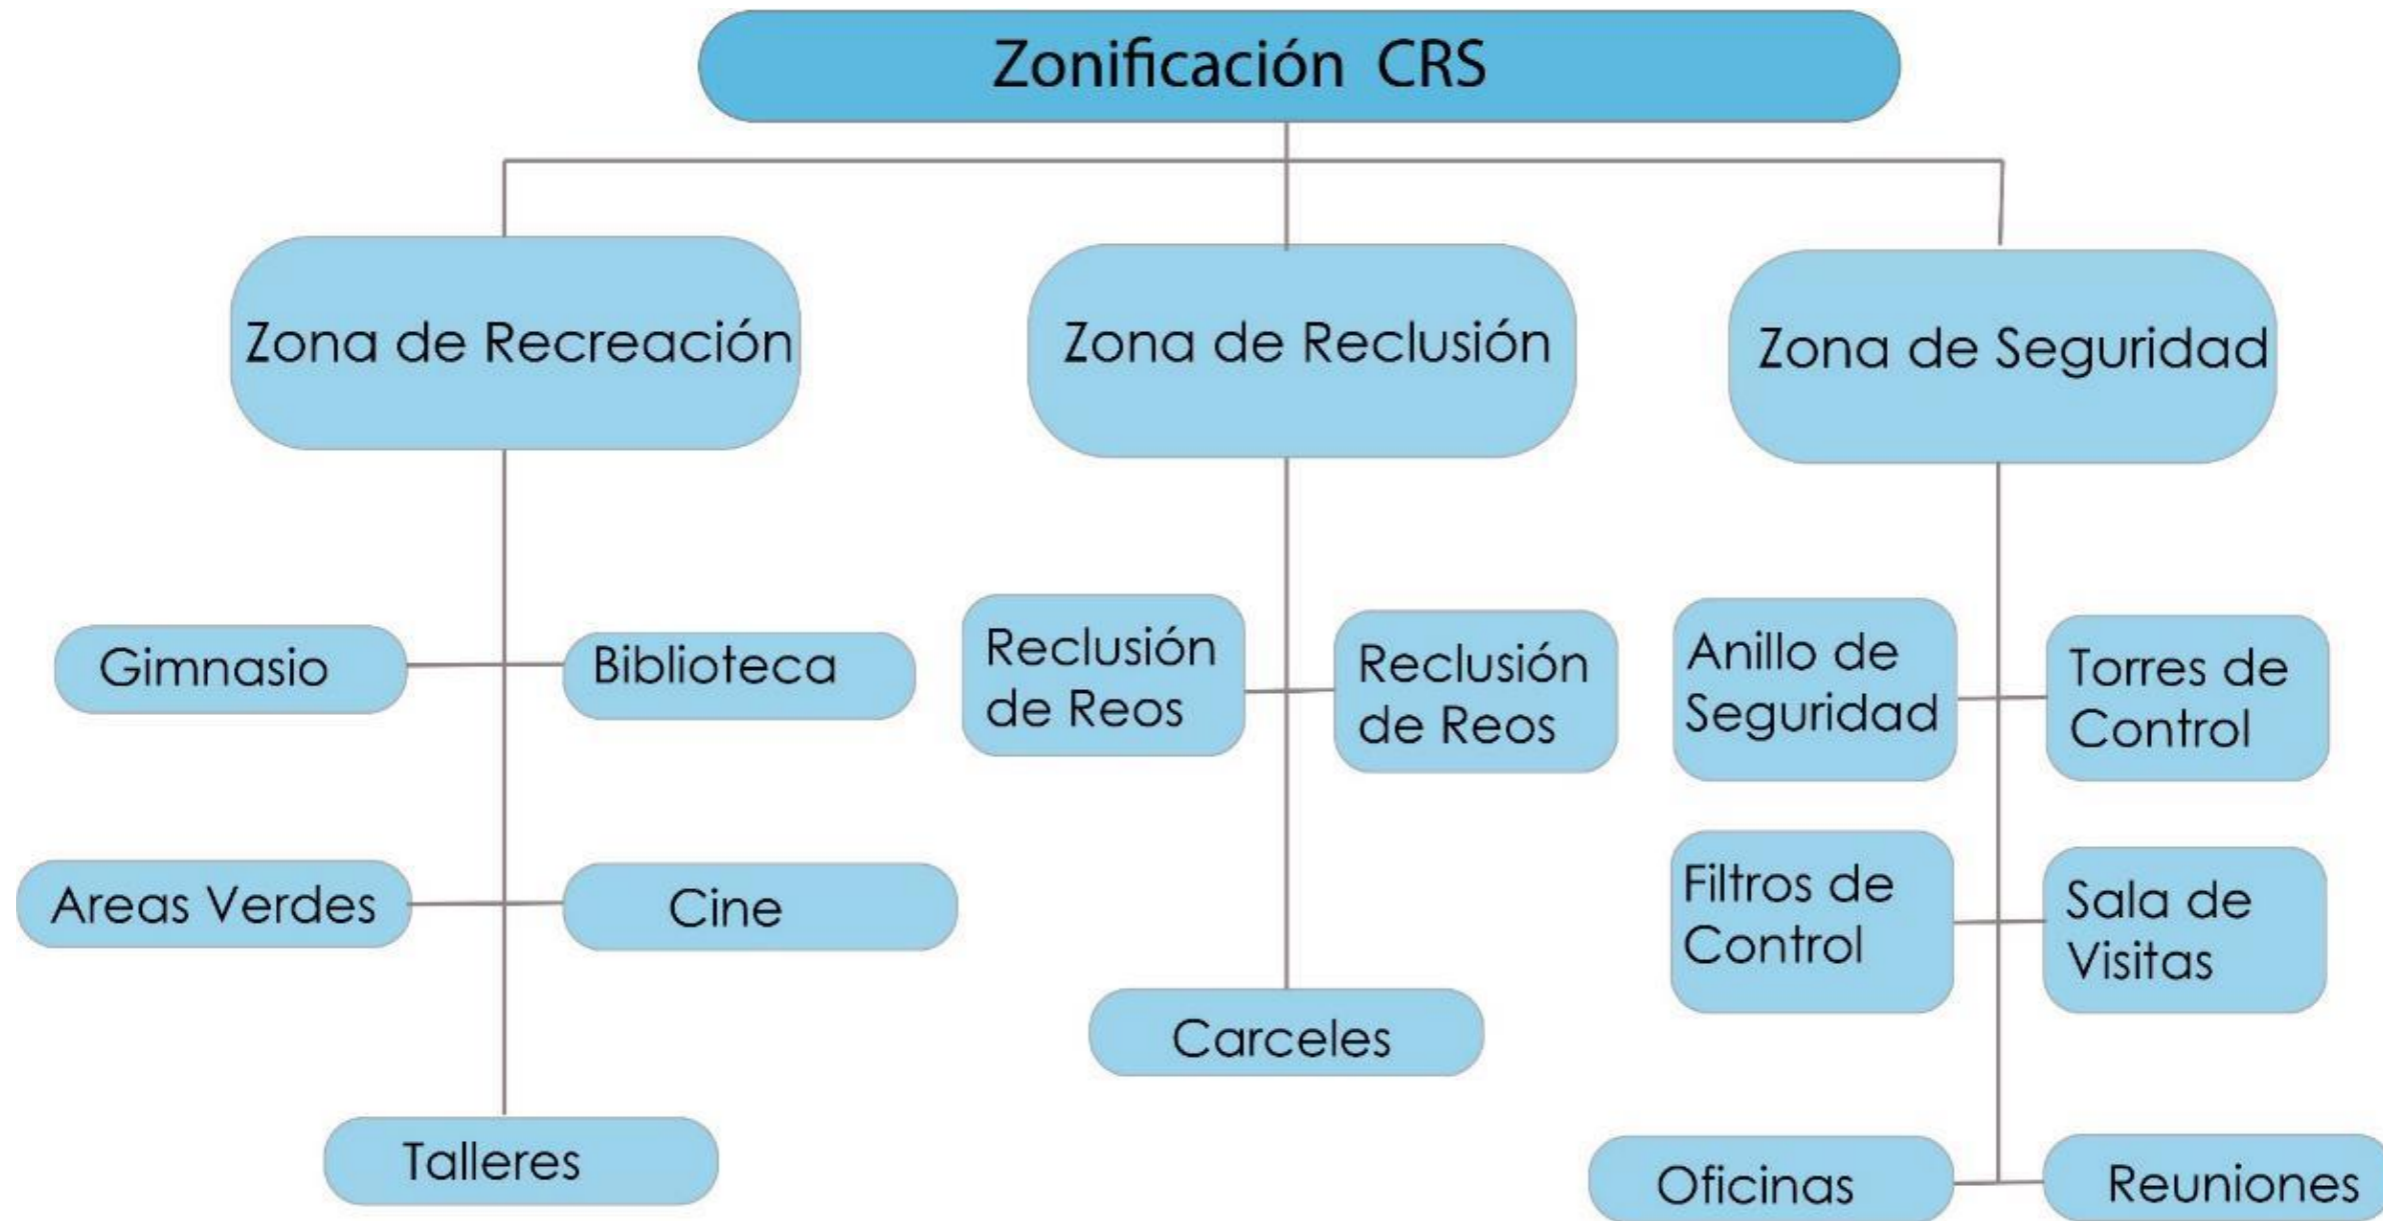 Zonificación CRS
Zona de Recreación
Zona de Reclusión
Zona de Seguridad
Gimnasio
Biblioteca
Areas Verdes
Cine
Talleres
Reclusión
de Reos
Reclusión
de Reos
Carceles
Anillo de
Seguridad
Torres de
Control
Filtros de
Control
Sala de
Visitas
Oficinas
Reuniones